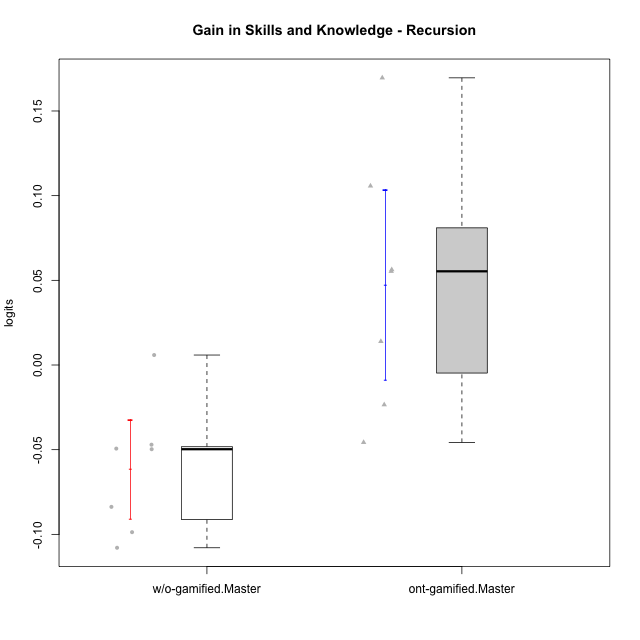 Gain in Skills and Knowledge - Recursion
logits
0.15
0.10
0.05
0.00
-0.05
-0.10
w/o-gamified.Master
ont-gamified.Master